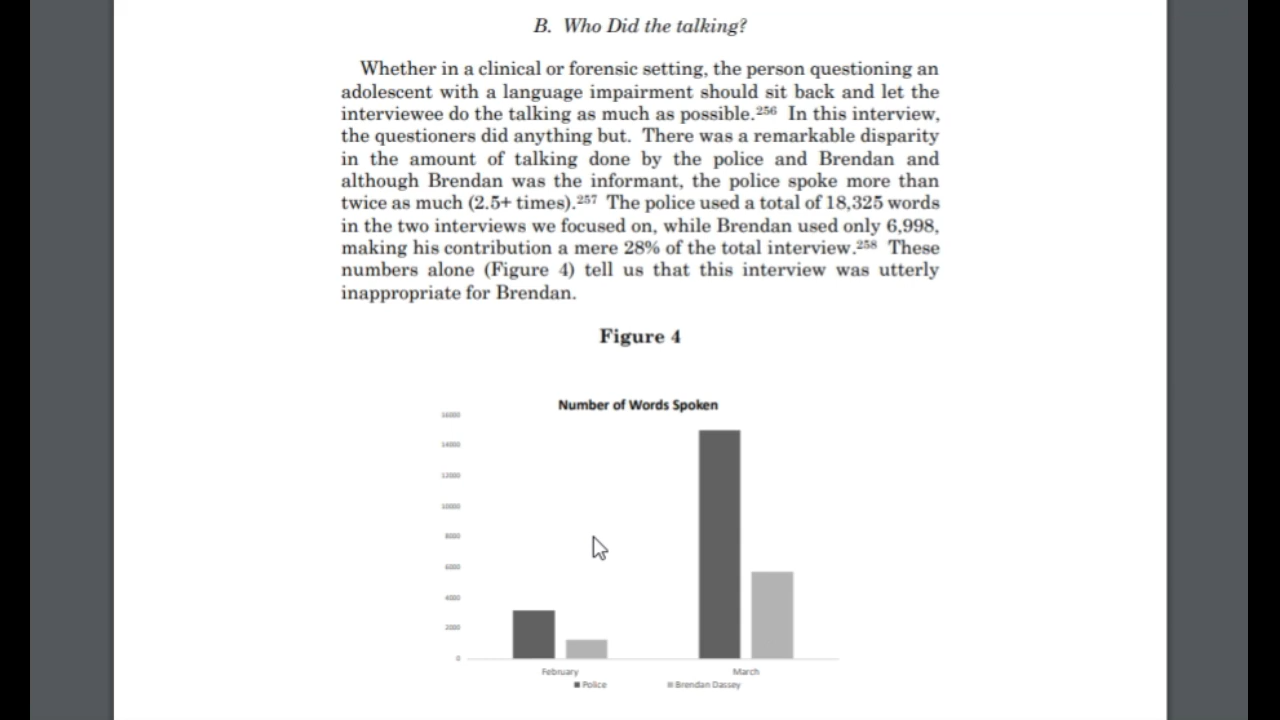 B. Who Did the talking?
Whether in a clinical or forensic setting, the person questioning an
adolescent with a language impairment should sit back and let the
interviewee do the talking as much as possible.256 In this interview,
the questioners did anything but. There was a remarkable disparity
in the amount of talking done by the police and Brendan and
although Brendan was the informant, the police spoke more than
twice as much (2.5+ times).257 The police used a total of 18,325 words
in the two interviews we focused on, while Brendan used only 6,998,
making his contribution a mere 28% of the total interview.258 These
numbers alone (Figure 4) tell us that this interview was utterly
inappropriate for Brendan.
Figure 4
Number of Words Spoken
16000
14000
12000
10000
8000
6000
4000
2000
0
February March
Police Brendan Dassey